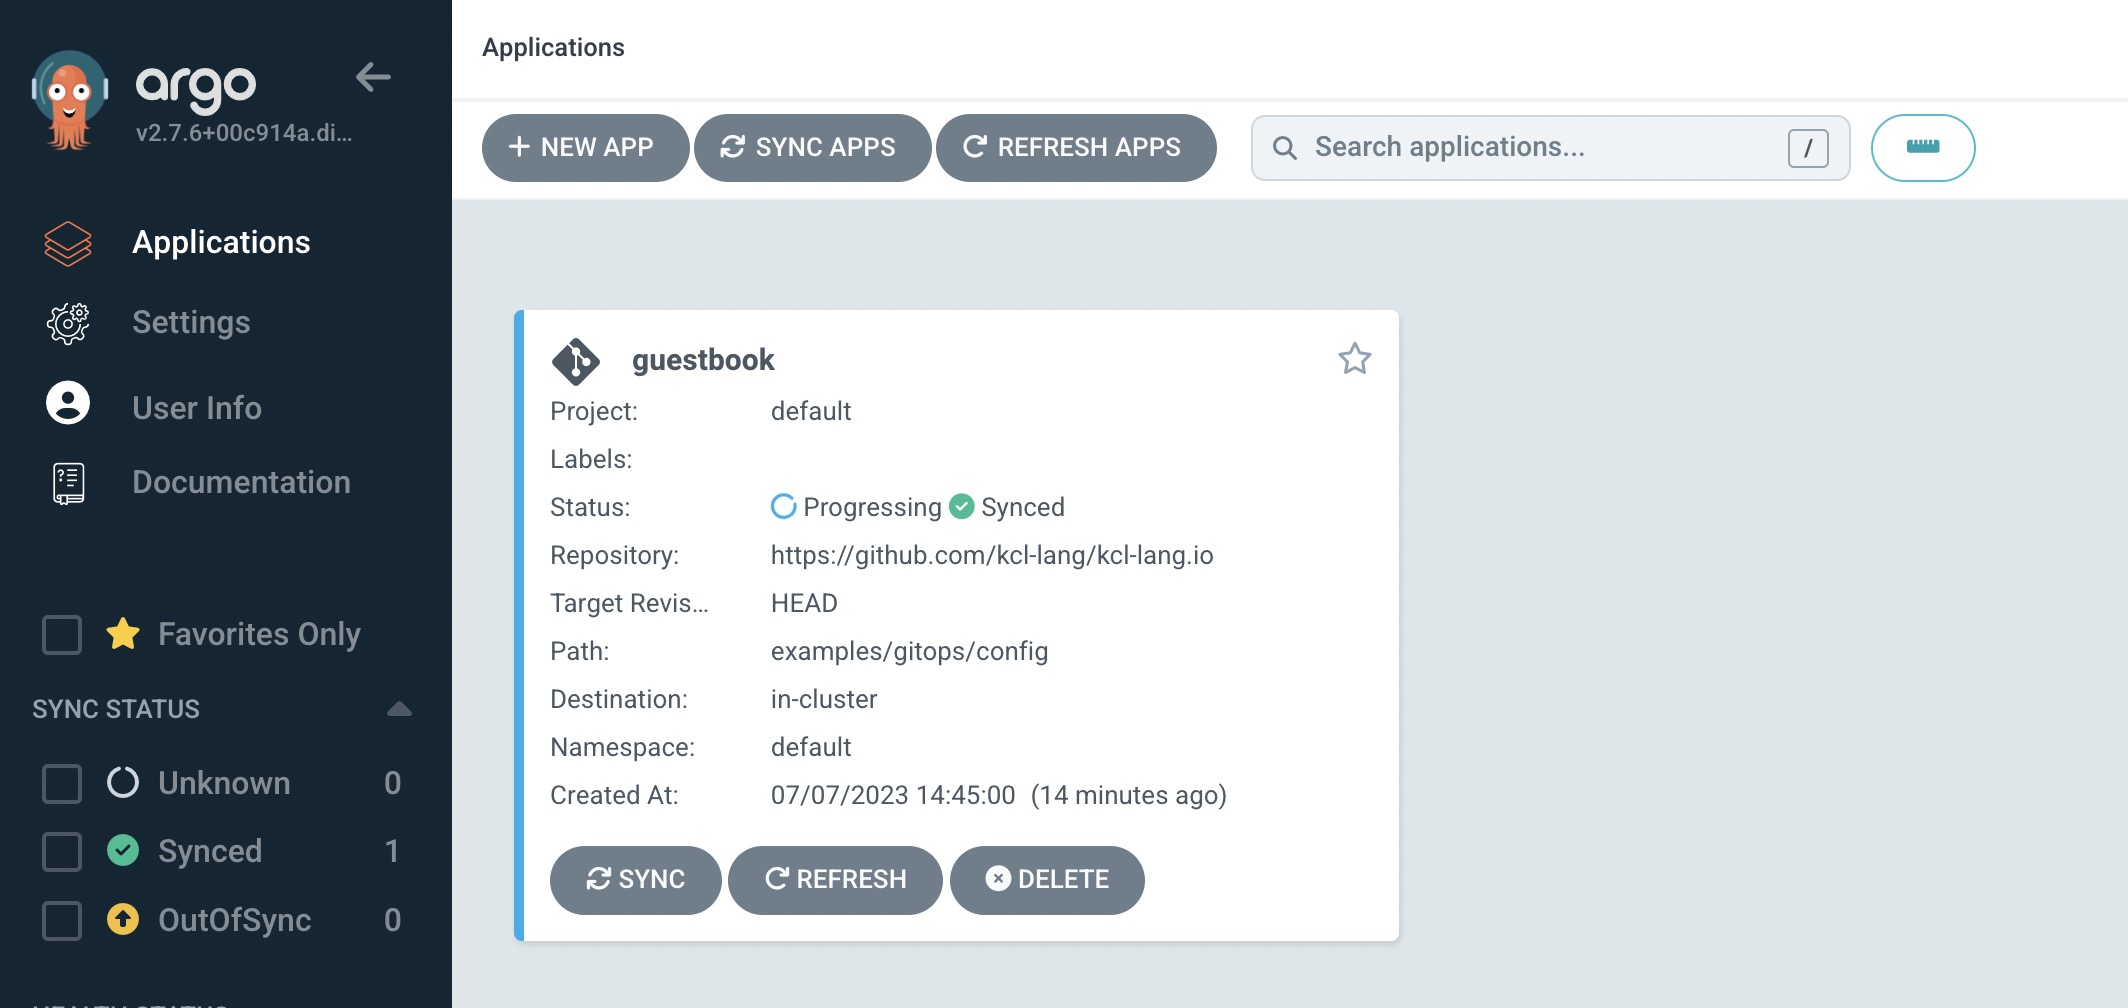 argo
v2.7.6+00c914a.di...
Applications
Settings
User Info
Documentation
Favorites Only
SYNC STATUS
Unknown 0
Synced 1
OutOfSync 0
Applications
NEW APP SYNC APPS REFRESH APPS Search applications... /
guestbook
Project: default
Labels:
Status: Progressing Synced
Repository: https://github.com/kcl-lang/kcl-lang.io
Target Revis... HEAD
Path: examples/gitops/config
Destination: in-cluster
Namespace: default
Created At: 07/07/2023 14:45:00 (14 minutes ago)
SYNC REFRESH DELETE